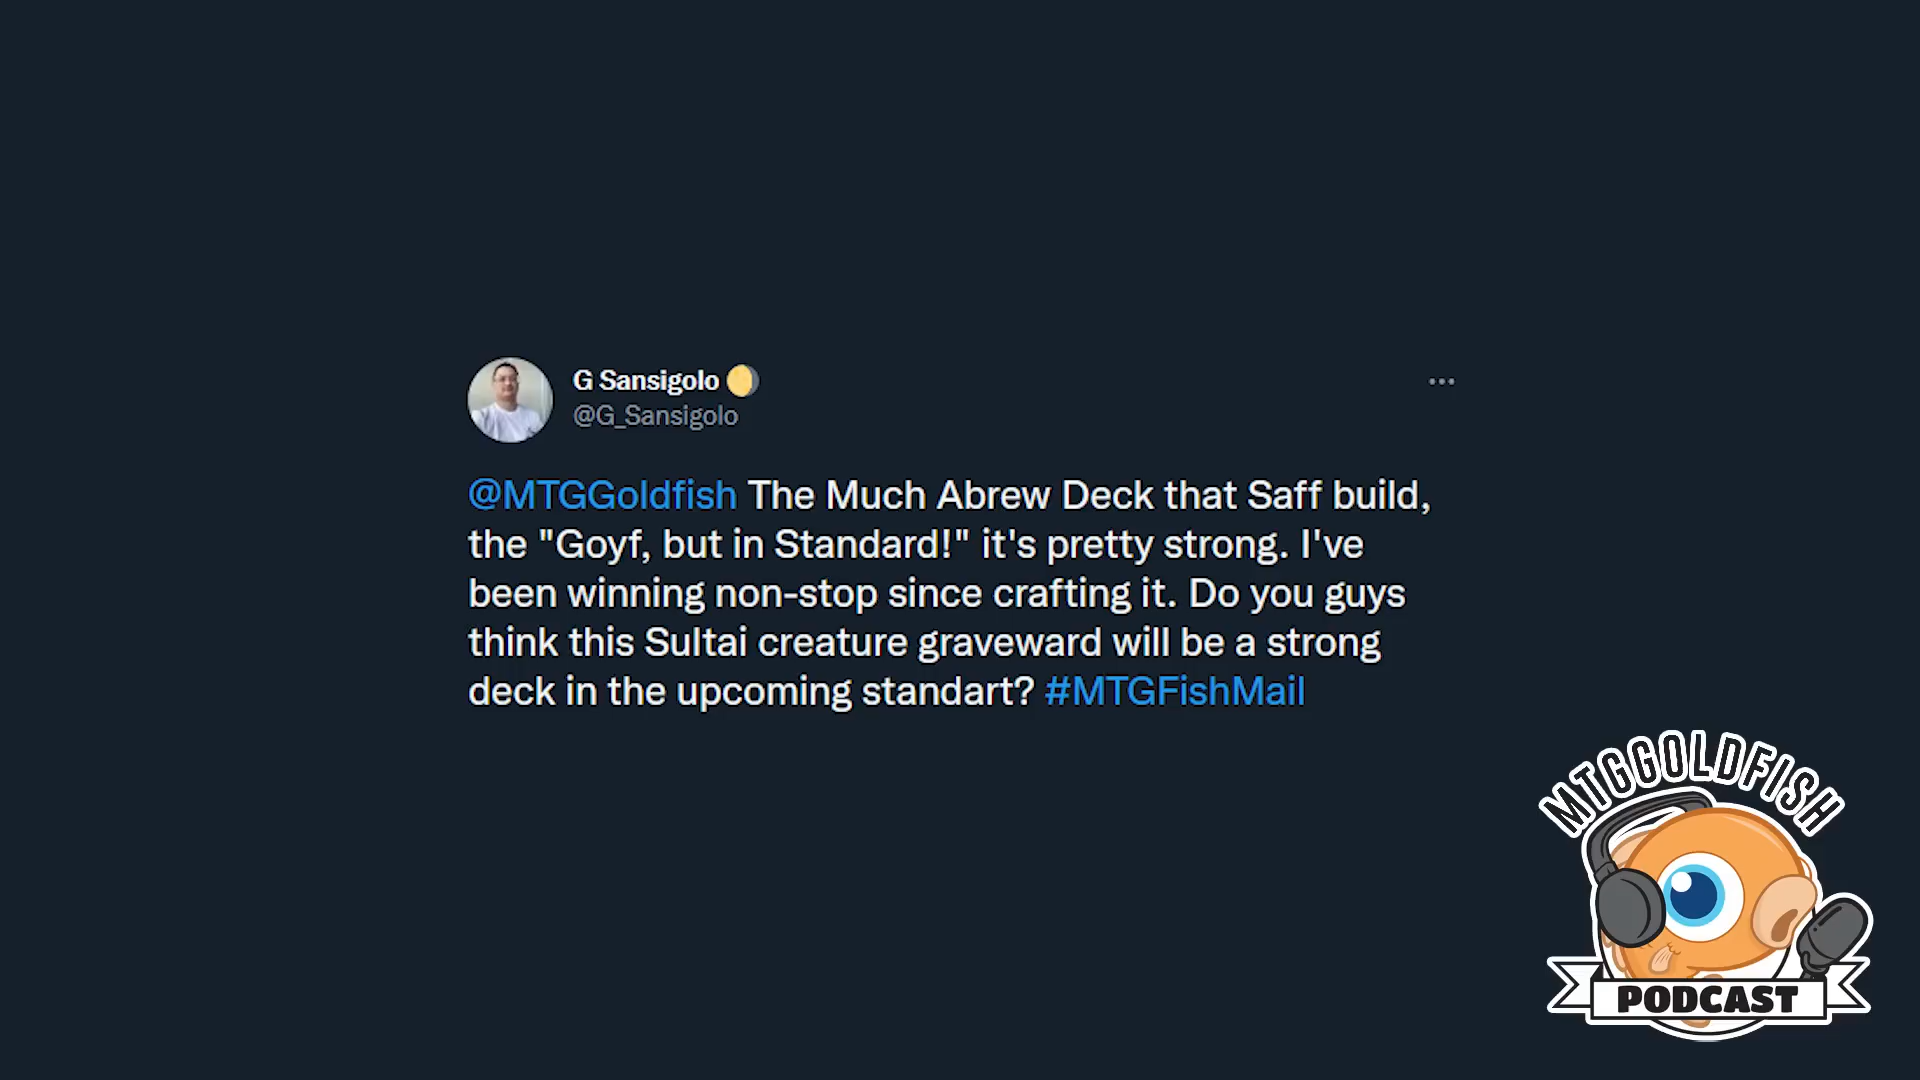 G Sansigolo
@G_Sansigolo
@MTGGoldfish The Much Abrew Deck that Saff build,
the "Goyf, but in Standard!" it's pretty strong. I've
been winning non-stop since crafting it. Do you guys
think this Sultai creature graveward will be a strong
deck in the upcoming standart? #MTGFishMail
MTGGOLDFISH
PODCAST